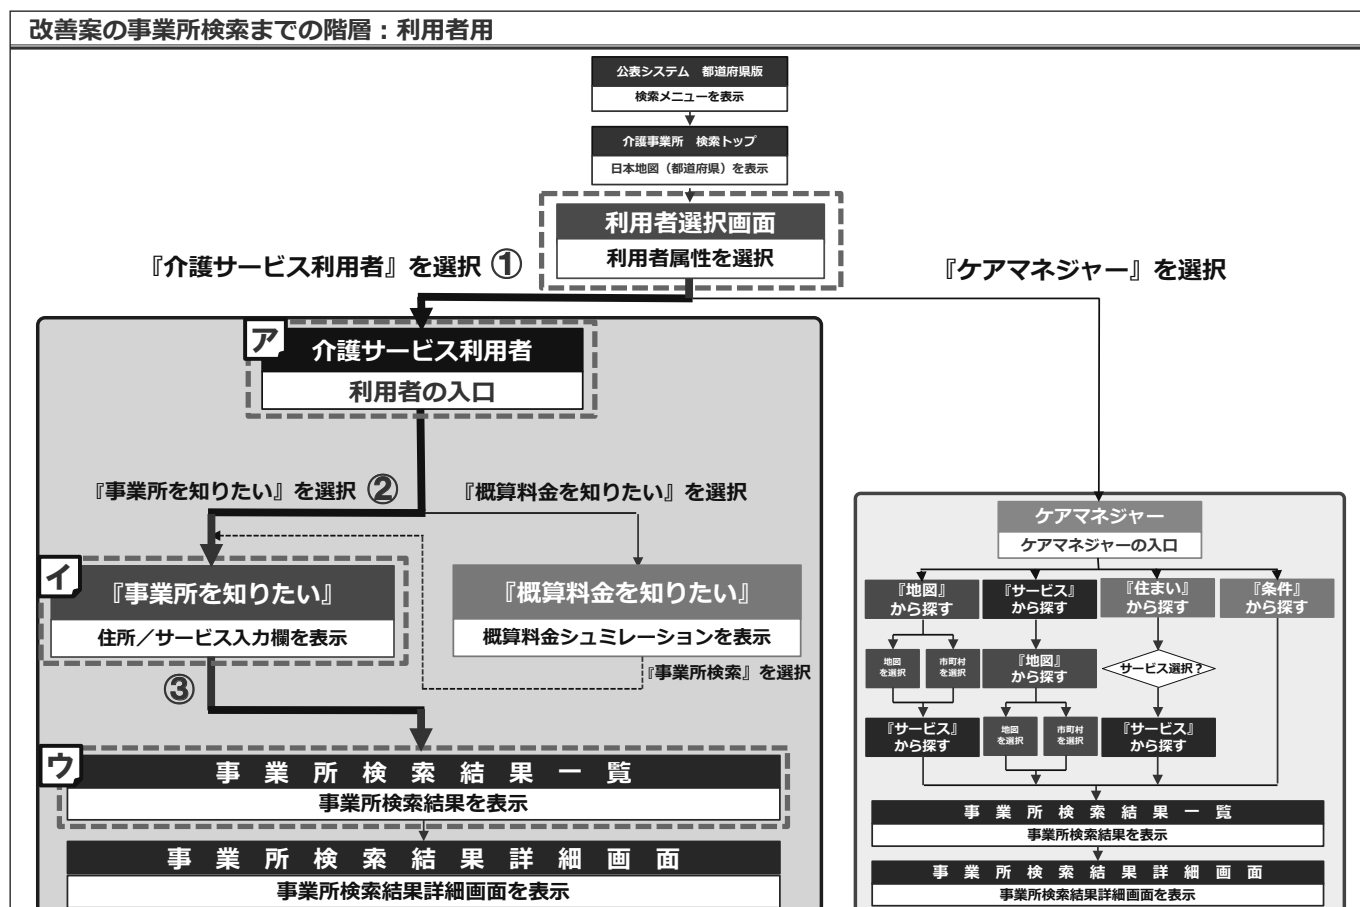 改善案の事業所検索までの階層：利用者用
公表システム　都道府県版
検索メニューを表示
介護事業所　検索トップ
日本地図（都道府県）を表示
利用者選択画面
利用者属性を選択
『介護サービス利用者』を選択 ①
『ケアマネジャー』を選択
ア
介護サービス利用者
利用者の入口
『事業所を知りたい』を選択 ②
『概算料金を知りたい』を選択
イ
『事業所を知りたい』
住所／サービス入力欄を表示
『概算料金を知りたい』
概算料金シュミレーションを表示
『事業所検索』を選択
③
ウ
事業所検索結果一覧
事業所検索結果を表示
事業所検索結果詳細画面
事業所検索結果詳細画面を表示
ケアマネジャー
ケアマネジャーの入口
『地図』
から探す
『サービス』
から探す
『住まい』
から探す
『条件』
から探す
地図
を選択
市町村
を選択
『地図』
から探す
サービス選択？
『サービス』
から探す
地図
を選択
市町村
を選択
『サービス』
から探す
事業所検索結果一覧
事業所検索結果を表示
事業所検索結果詳細画面
事業所検索結果詳細画面を表示